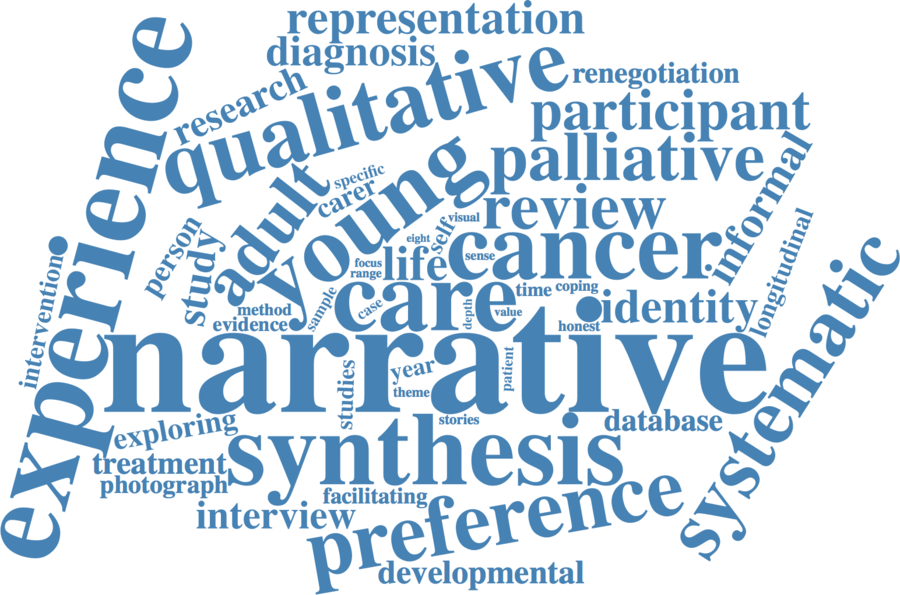 representation
diagnosis
experience
qualitative
research
renegotiation
participant
palliative
young
adult
specific
carer
review
informal
visual
self
eight
cancer
sense
life
focus
range
person
study
longitudinal
systematic
intervention
care
time
coping
identity
method
evidence
sample
case
depth
value
honest
narrative
year
theme
patient
studies
stories
database
exploring
synthesis
treatment
photograph
facilitating
interview
preference
developmental